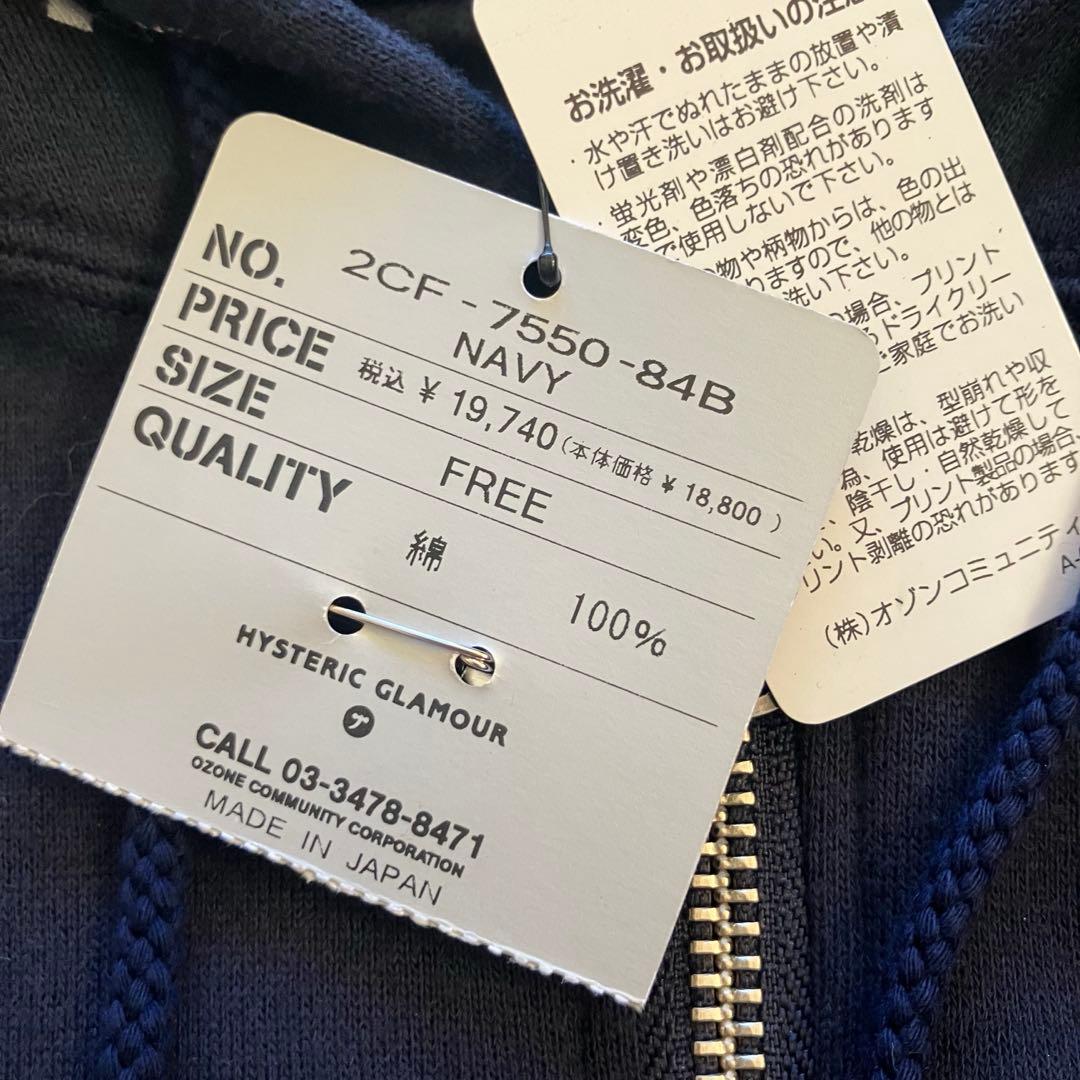 NO. 2CF-7550-84B
NAVY
PRICE 税込 ¥ 19,740 (本体価格 ¥ 18,800 )
SIZE FREE
QUALITY
綿 100%
HYSTERIC GLAMOUR
CALL 03-3478-8471
OZONE COMMUNITY CORPORATION
MADE IN JAPAN
お洗濯・お取扱いの注意
・水や汗でぬれたままの放置や漬
け置き洗いはお避け下さい。
・蛍光剤や漂白剤配合の洗剤は
変色、色落ちの恐れがあります
で使用しないで下さい。
物や柄物からは、色の出
りますので、他の物とは
洗い下さい。
場合、プリント
ドライクリー
家庭でお洗い
乾燥は、型崩れや収
為、使用は避けて形を
、陰干し・自然乾燥して
い。又、プリント製品の場合、
リント剥離の恐れがあります
(株)オゾンコミュニティ
A-